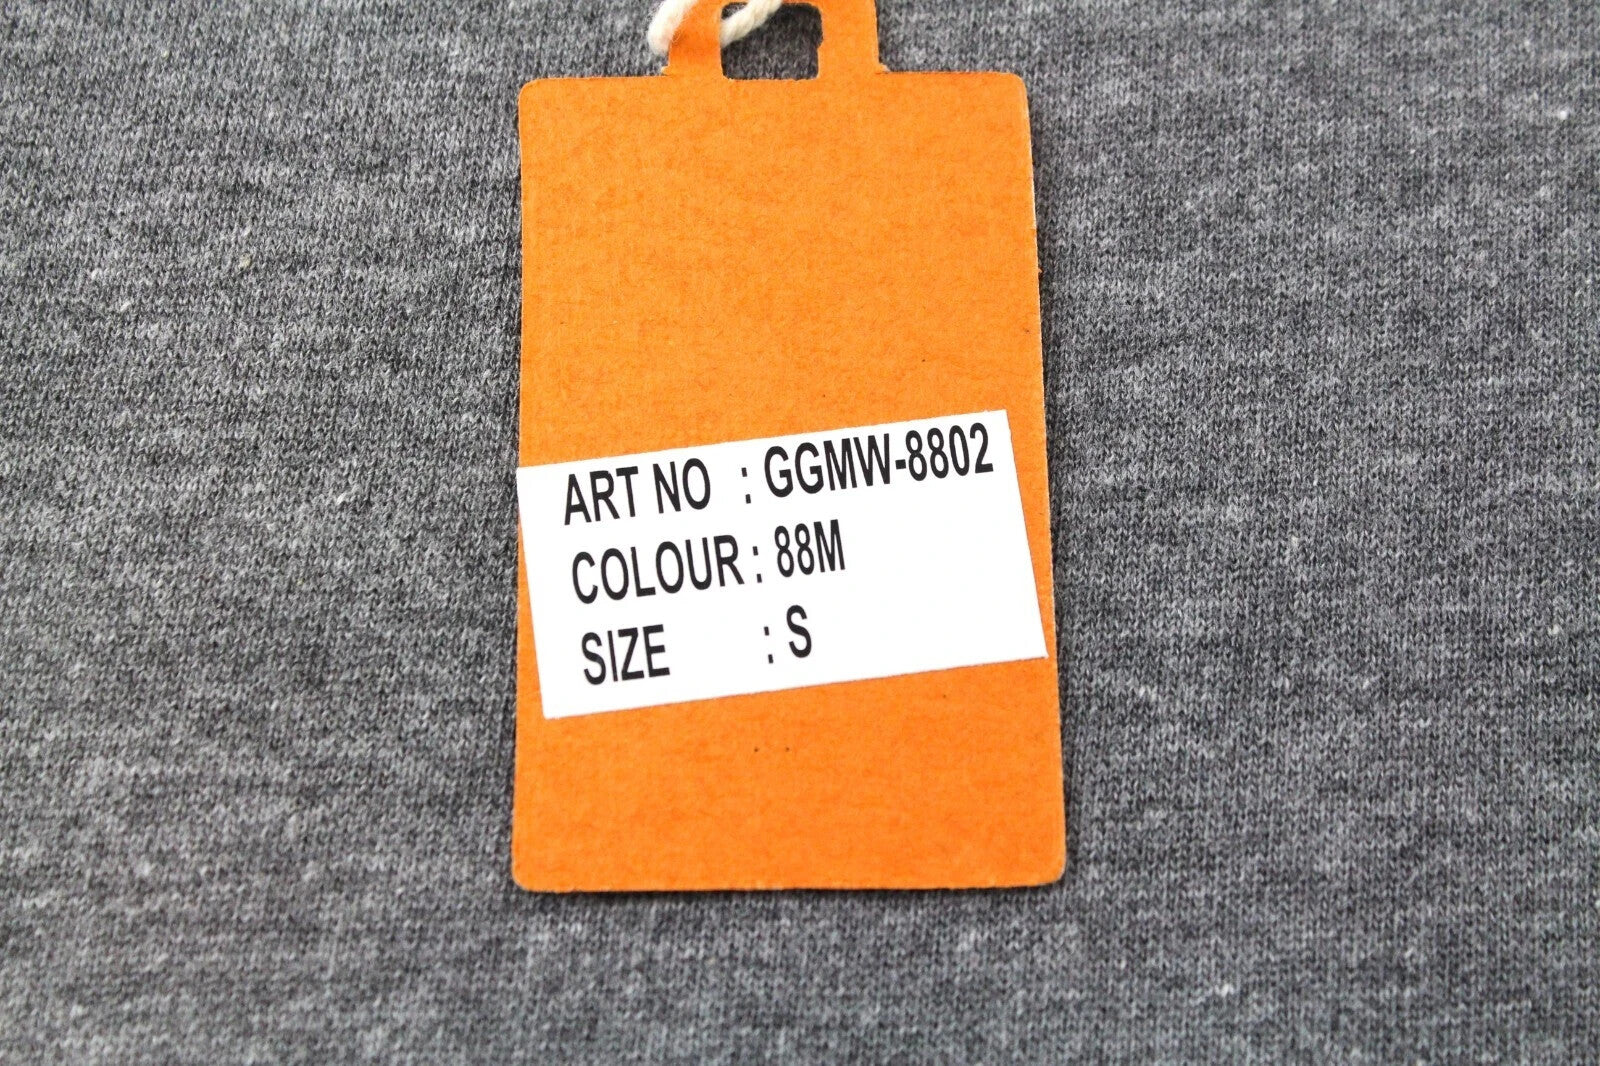 ART NO : GGMW-8802
COLOUR : 88M
SIZE : S